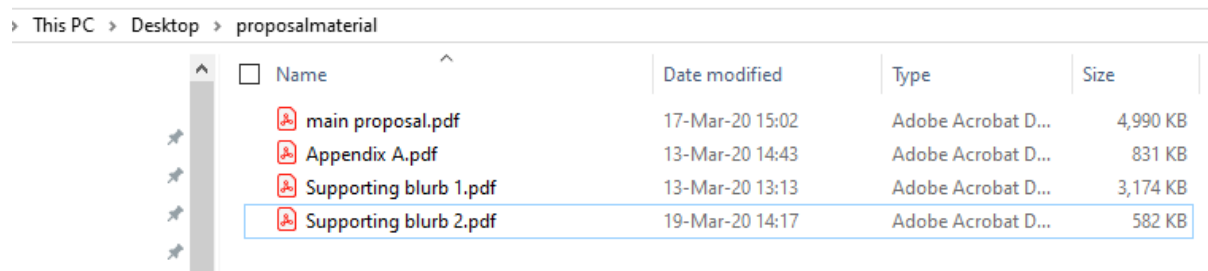 This PC > Desktop > proposalmaterial
Name Date modified Type Size
main proposal.pdf 17-Mar-20 15:02 Adobe Acrobat D... 4,990 KB
Appendix A.pdf 13-Mar-20 14:43 Adobe Acrobat D... 831 KB
Supporting blurb 1.pdf 13-Mar-20 13:13 Adobe Acrobat D... 3,174 KB
Supporting blurb 2.pdf 19-Mar-20 14:17 Adobe Acrobat D... 582 KB